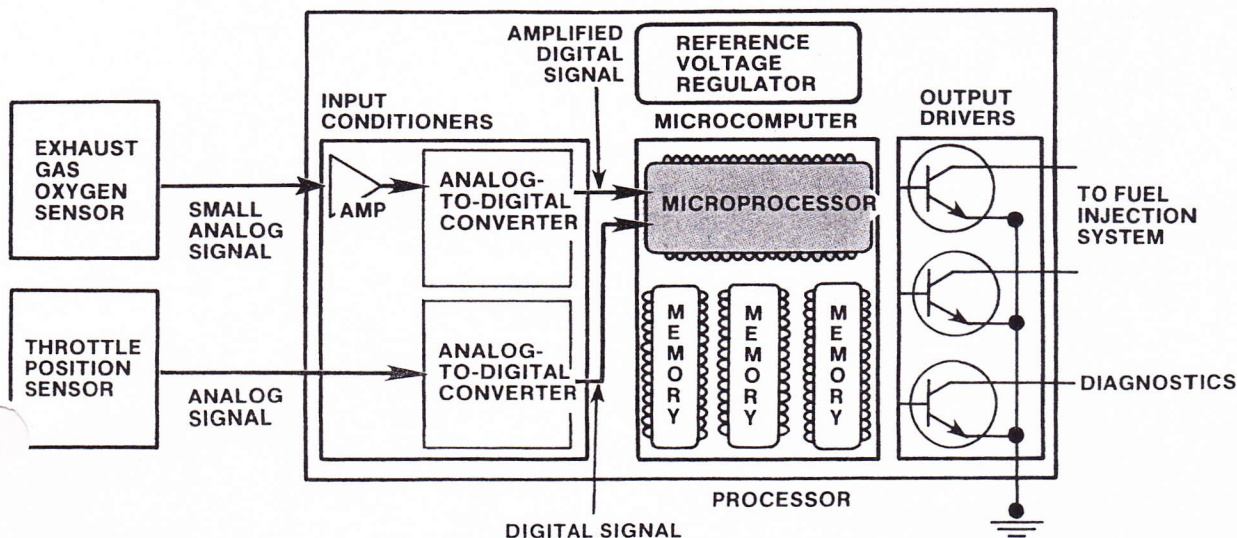 AMPLIFIED
DIGITAL
SIGNAL
REFERENCE
VOLTAGE
REGULATOR
INPUT
CONDITIONERS
MICROCOMPUTER
OUTPUT
DRIVERS
EXHAUST
GAS
OXYGEN
SENSOR
SMALL
ANALOG
SIGNAL
AMP
ANALOG-
TO-DIGITAL
CONVERTER
MICROPROCESSOR
TO FUEL
INJECTION
SYSTEM
THROTTLE
POSITION
SENSOR
ANALOG
SIGNAL
ANALOG-
TO-DIGITAL
CONVERTER
MEMORY
MEMORY
MEMORY
DIAGNOSTICS
PROCESSOR
DIGITAL SIGNAL